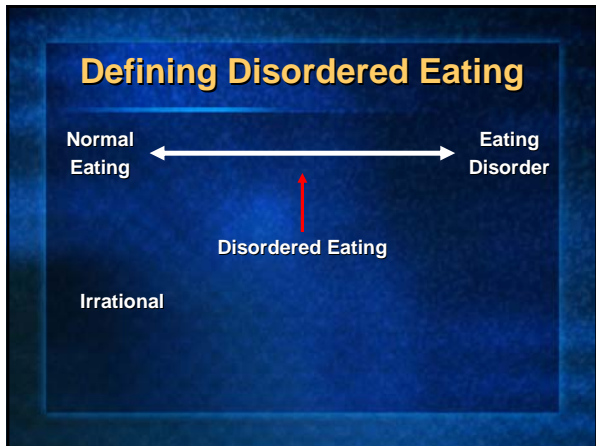 Defining Disordered Eating
Normal
Eating
Eating
Disorder
Disordered Eating
Irrational